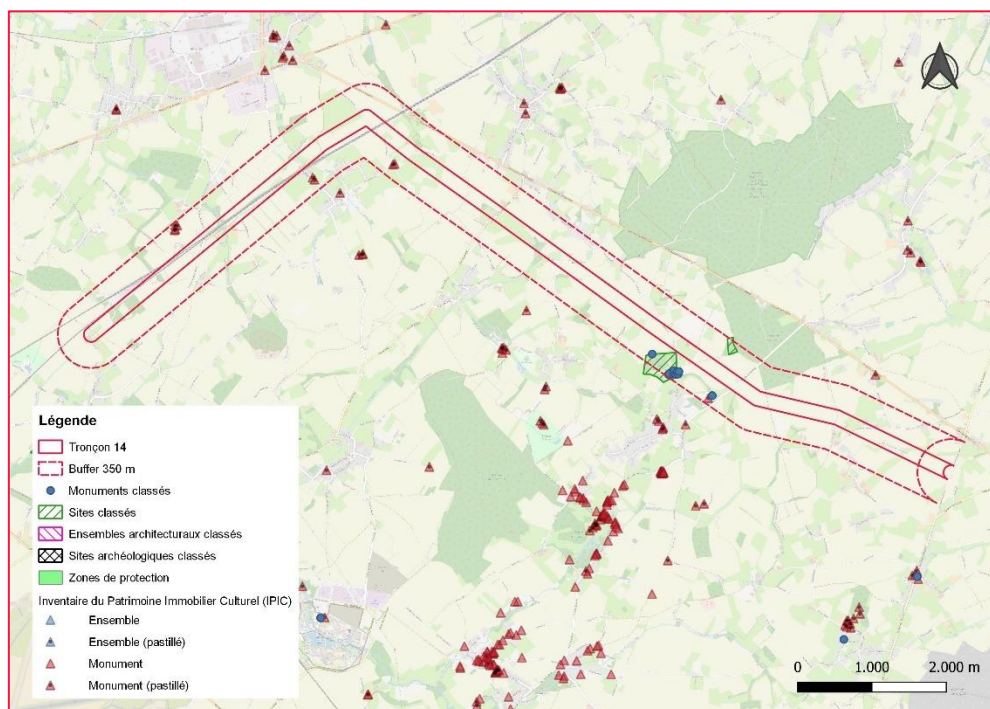 Légende
Tronçon 14
Buffer 350 m
Monuments classés
Sites classés
Ensembles architecturaux classés
Sites archéologiques classés
Zones de protection
Inventaire du Patrimoine Immobilier Culturel (IPIC)
Ensemble
Ensemble (pastillé)
Monument
Monument (pastillé)
0 1.000 2.000 m